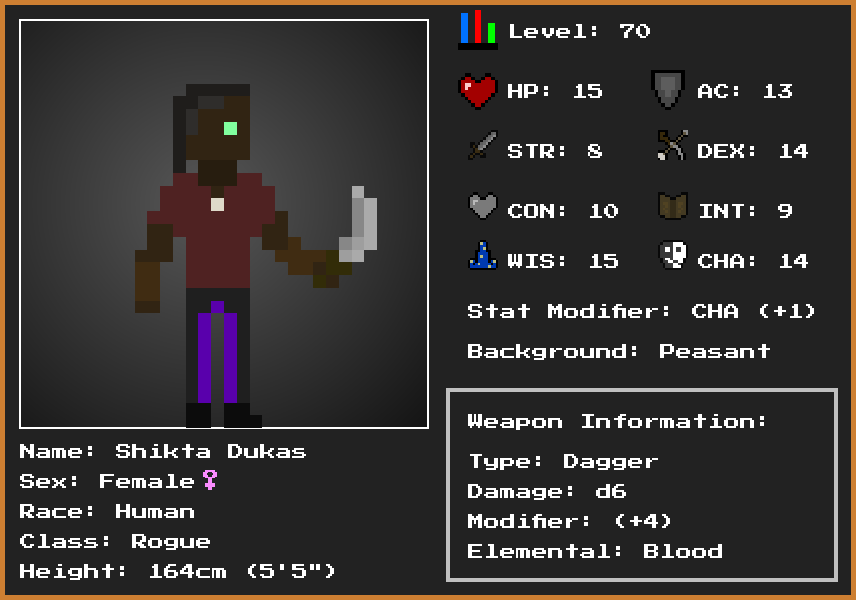 Level: 70
HP: 15
AC: 13
STR: 8
DEX: 14
CON: 10
INT: 9
WIS: 15
CHA: 14
Stat Modifier: CHA (+1)
Background: Peasant
Weapon Information:
Type: Dagger
Damage: d6
Modifier: (+4)
Elemental: Blood
Name: Shikta Dukas
Sex: Female♀
Race: Human
Class: Rogue
Height: 164cm (5'5")